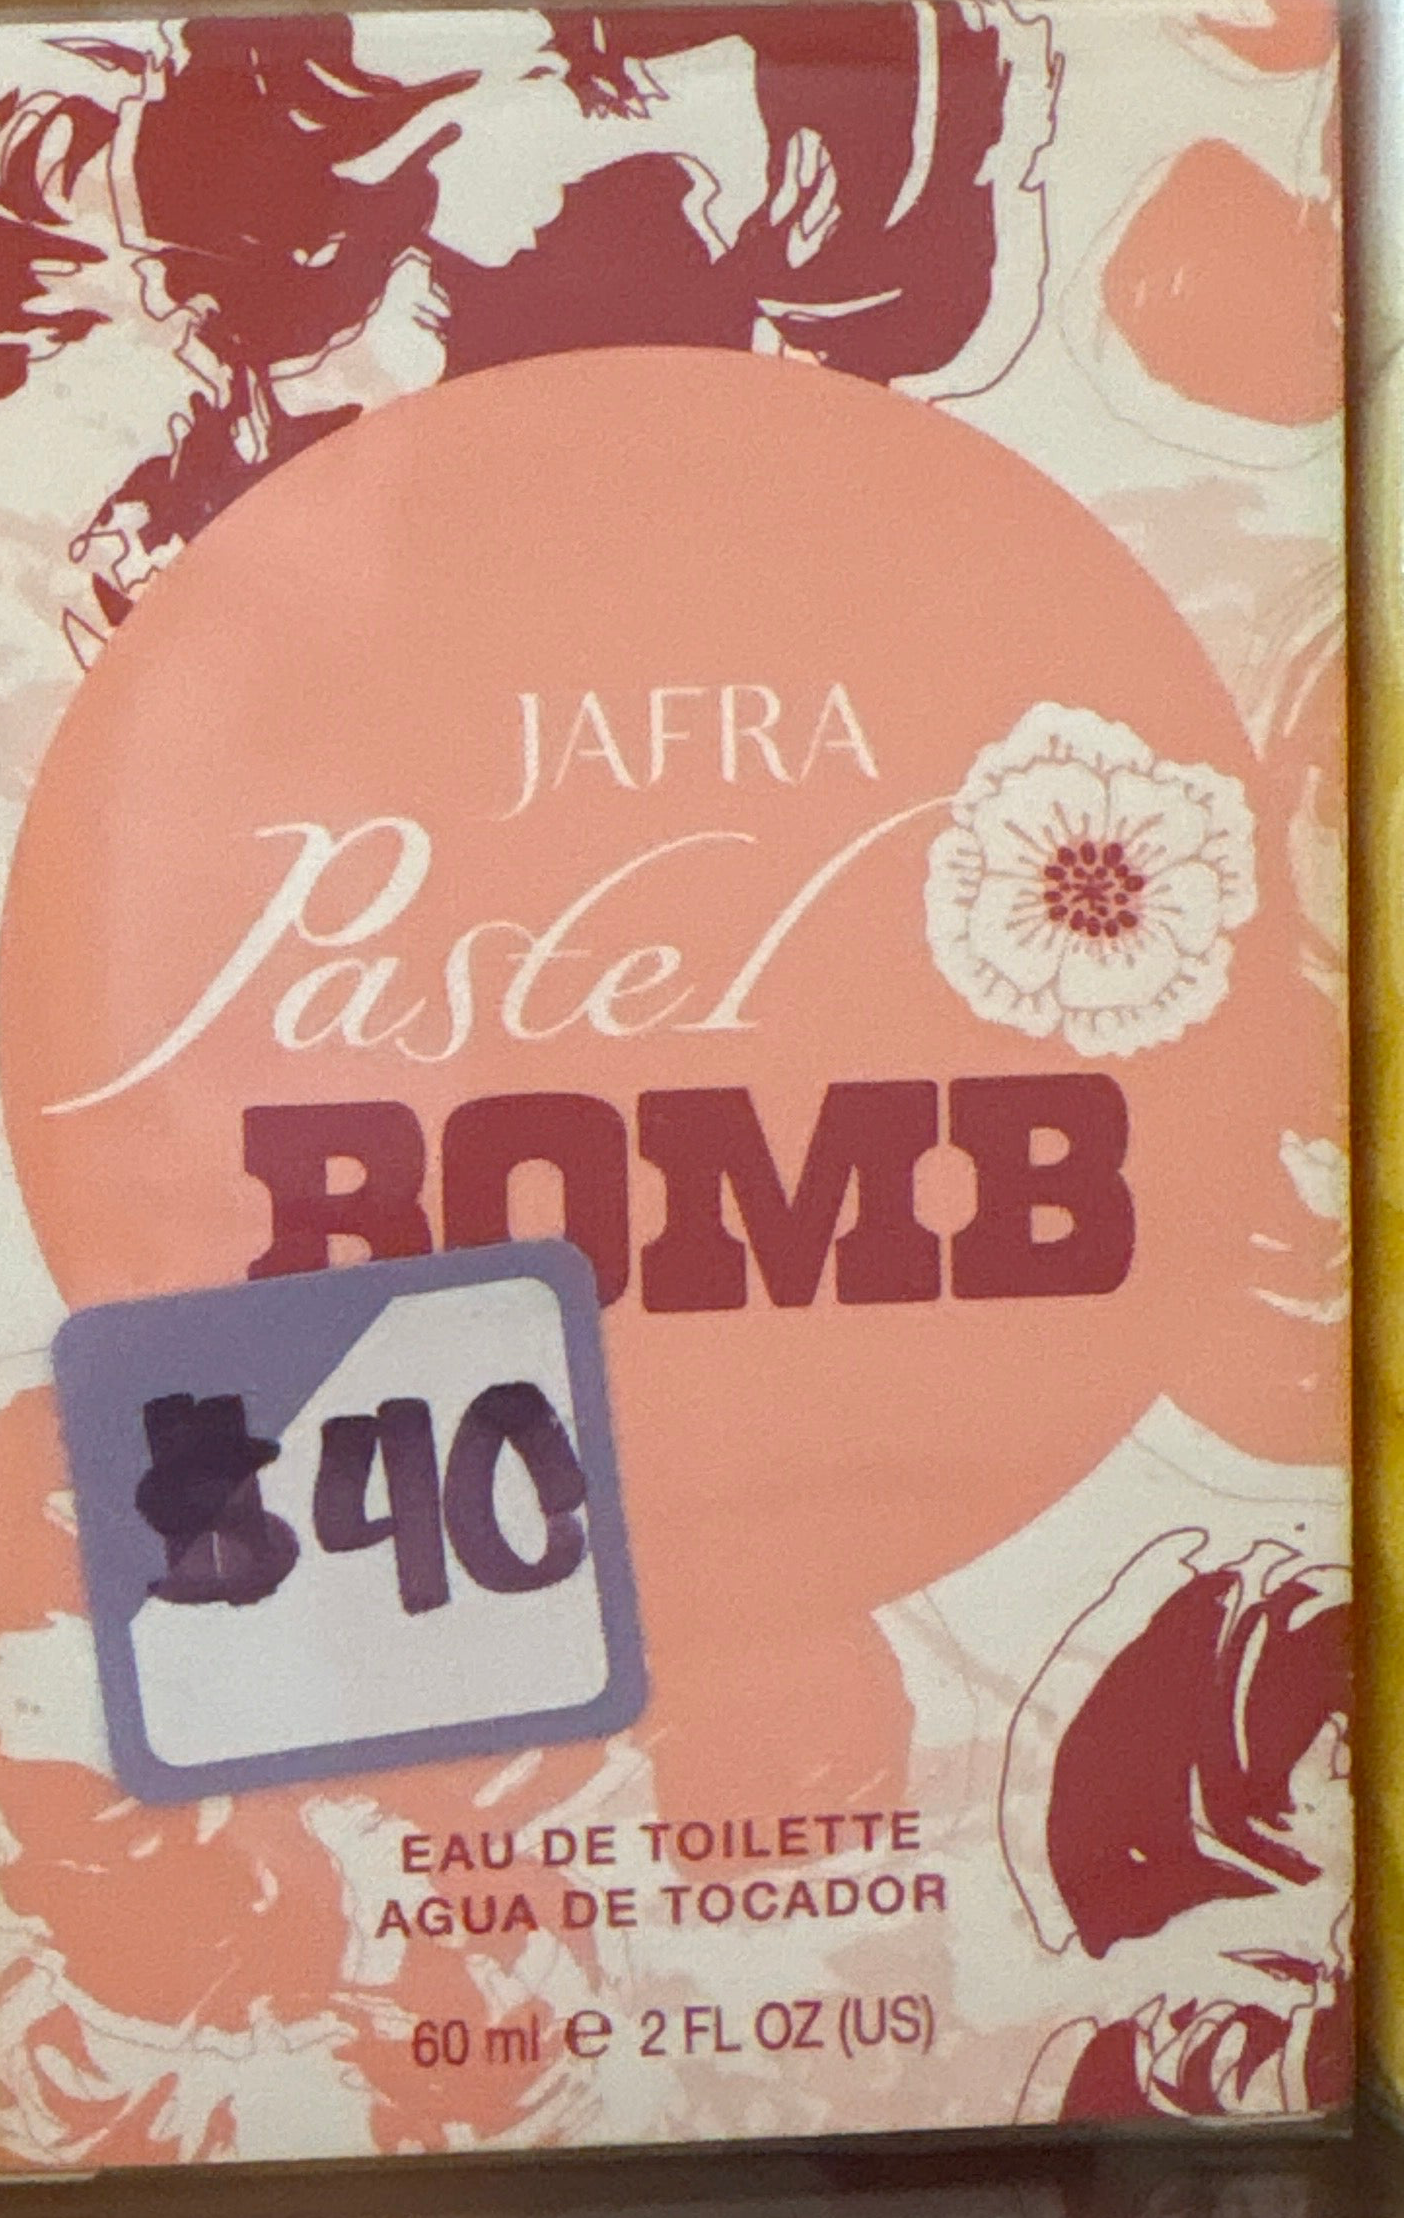 JAFRA
Pastel
BOMB
$40
EAU DE TOILETTE
AGUA DE TOCADOR
60 ml e 2 FL OZ (US)